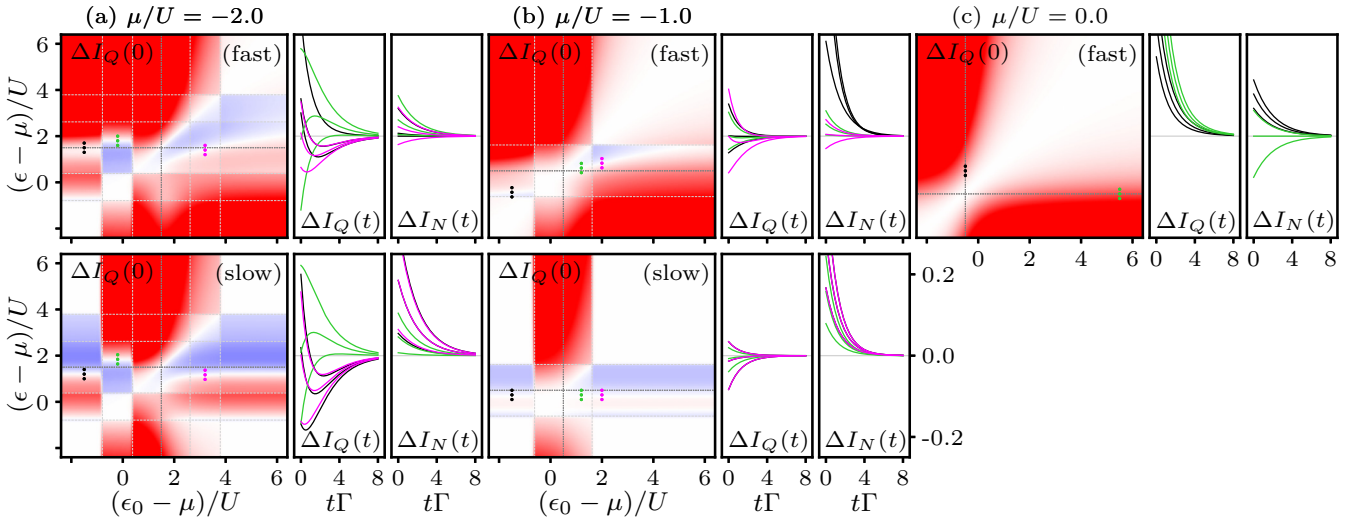 (a) μ/U = −2.0
(b) μ/U = −1.0
(c) μ/U = 0.0
(ϵ − μ)/U
6
4
2
0
ΔI_Q(0) (fast)
ΔI_Q(t)
ΔI_N(t)
ΔI_Q(0) (fast)
ΔI_Q(t)
ΔI_N(t)
ΔI_Q(0) (fast)
0 2 4 6
ΔI_Q(t)
0 4 8
ΔI_N(t)
0 4 8
(ϵ − μ)/U
6
4
2
0
ΔI_Q(0) (slow)
0 2 4 6
(ϵ₀ − μ)/U
ΔI_Q(t)
0 4 8
tΓ
ΔI_N(t)
0 4 8
tΓ
ΔI_Q(0) (slow)
0 2 4 6
(ϵ₀ − μ)/U
ΔI_Q(t)
0 4 8
tΓ
ΔI_N(t)
0 4 8
tΓ
0.2
0.0
-0.2